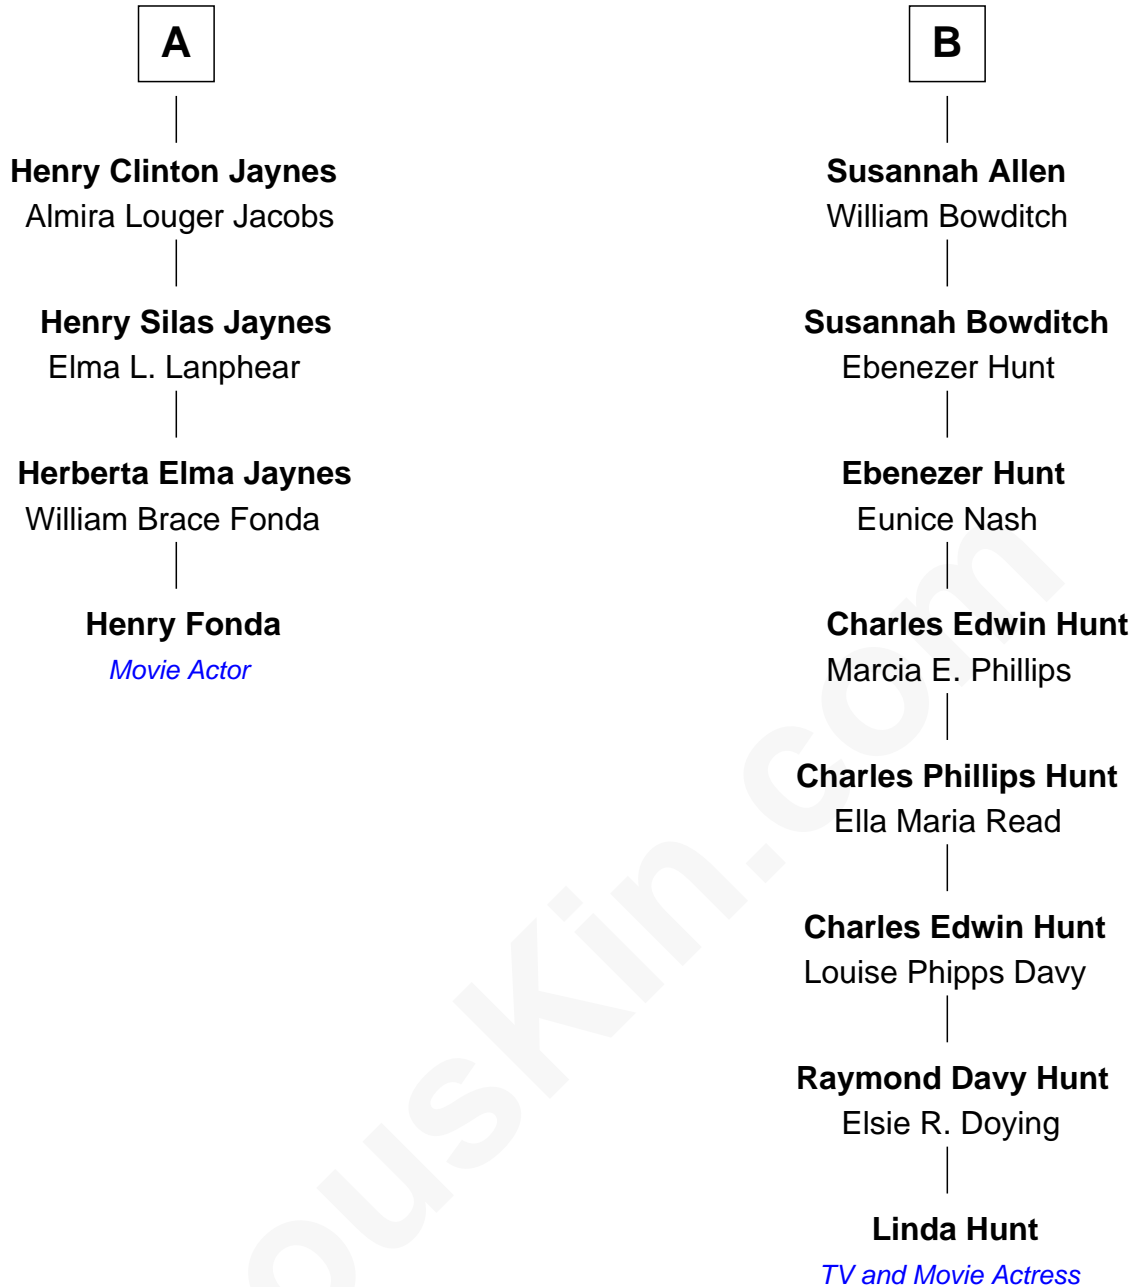 A
Henry Clinton Jaynes
Almira Louger Jacobs
Henry Silas Jaynes
Elma L. Lanphear
Herberta Elma Jaynes
William Brace Fonda
Henry Fonda
Movie Actor
B
Susannah Allen
William Bowditch
Susannah Bowditch
Ebenezer Hunt
Ebenezer Hunt
Eunice Nash
Charles Edwin Hunt
Marcia E. Phillips
Charles Phillips Hunt
Ella Maria Read
Charles Edwin Hunt
Louise Phipps Davy
Raymond Davy Hunt
Elsie R. Doying
Linda Hunt
TV and Movie Actress
ousKin.com